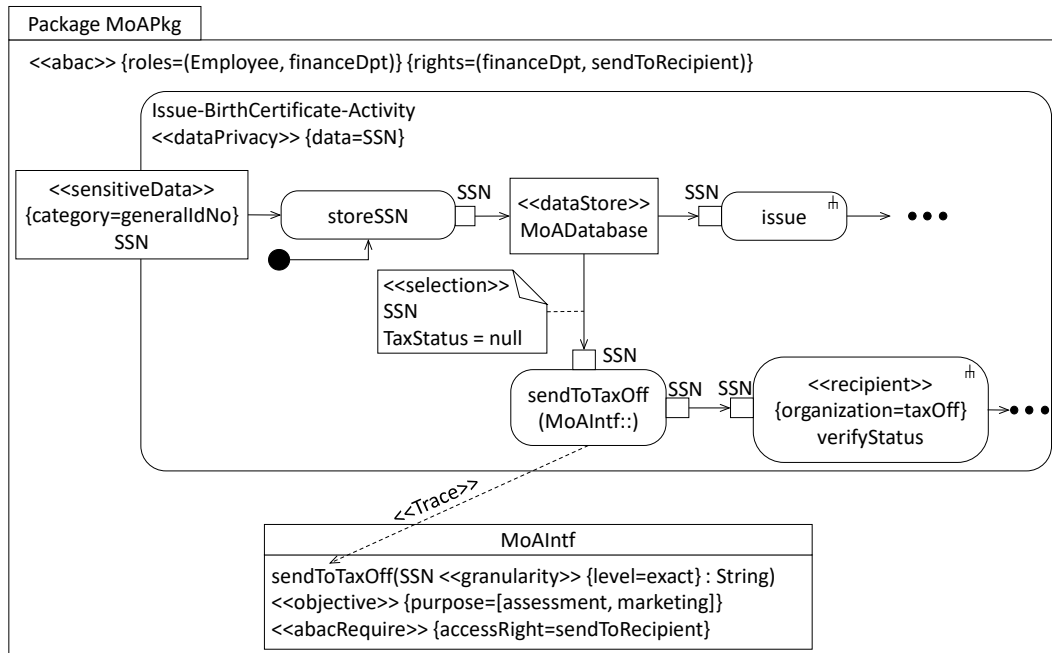 Package MoAPkg
<<abac>> {roles=(Employee, financeDpt)} {rights=(financeDpt, sendToRecipient)}
Issue-BirthCertificate-Activity
<<dataPrivacy>> {data=SSN}
<<sensitiveData>>
{category=generalIdNo}
SSN
storeSSN
SSN
<<dataStore>>
MoADatabase
SSN
issue
<<selection>>
SSN
TaxStatus = null
SSN
sendToTaxOff
(MoAIntf::)
SSN
SSN
<<recipient>>
{organization=taxOff}
verifyStatus
<<Trace>>
MoAIntf
sendToTaxOff(SSN <<granularity>> {level=exact} : String)
<<objective>> {purpose=[assessment, marketing]}
<<abacRequire>> {accessRight=sendToRecipient}